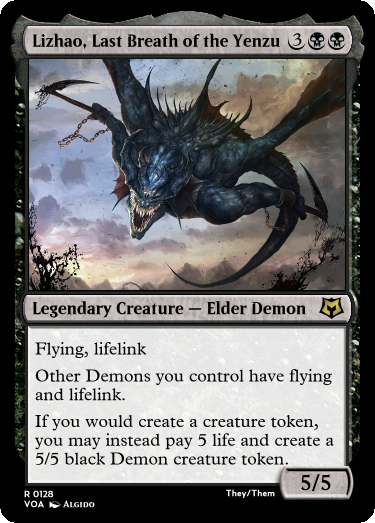 Lizhao, Last Breath of the Yenzu 3
Legendary Creature — Elder Demon
Flying, lifelink
Other Demons you control have flying
and lifelink.
If you would create a creature token,
you may instead pay 5 life and create a
5/5 black Demon creature token.
5/5
R 0128
VOA Algido
They/Them